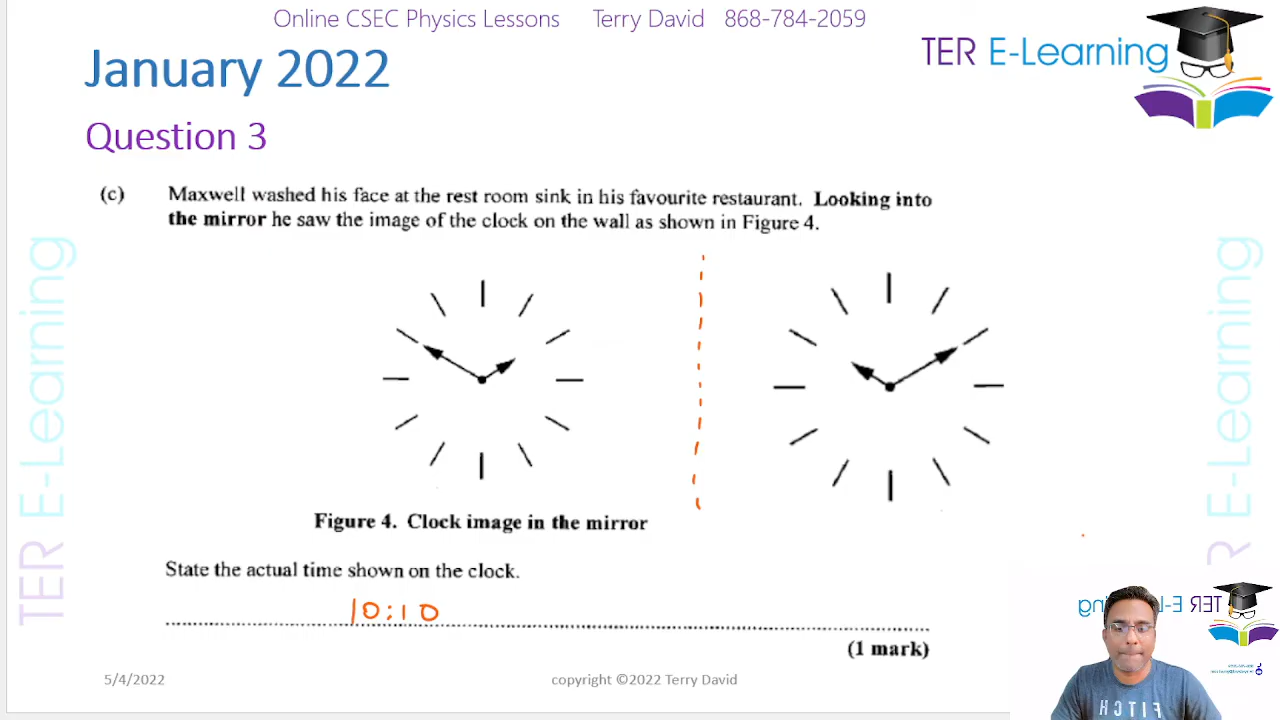 Online CSEC Physics Lessons Terry David 868-784-2059
TER E-Learning
January 2022
Question 3
(c) Maxwell washed his face at the rest room sink in his favourite restaurant. Looking into
the mirror he saw the image of the clock on the wall as shown in Figure 4.
Figure 4. Clock image in the mirror
State the actual time shown on the clock.
10:10
(1 mark)
5/4/2022
copyright ©2022 Terry David
TER E-Learning
TER E-Learning
TER E-L ng
FITCH